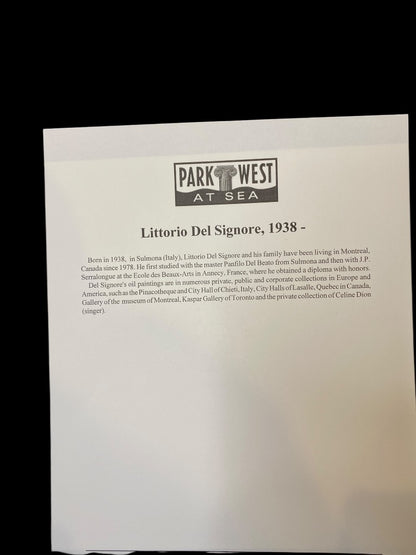 PARK WEST
AT SEA
Littorio Del Signore, 1938 -
Born in 1938, in Sulmona (Italy), Littorio Del Signore and his family have been living in Montreal,
Canada since 1978. He first studied with the master Panfilo Del Beato from Sulmona and then with J.P.
Serralongue at the Ecole des Beaux-Arts in Annecy, France, where he obtained a diploma with honors.
Del Signore's oil paintings are in numerous private, public and corporate collections in Europe and
America, such as the Pinacotheque and City Hall of Chieti, Italy, City Halls of Lasalle, Quebec in Canada,
Gallery of the museum of Montreal, Kaspar Gallery of Toronto and the private collection of Celine Dion
(singer).